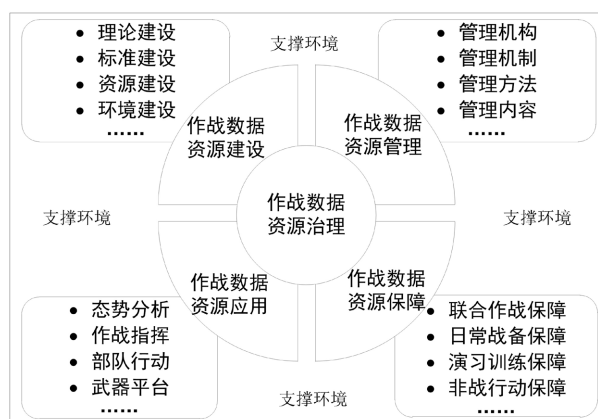 ● 理论建设
● 标准建设
● 资源建设
● 环境建设
……
支撑环境
● 管理机构
● 管理机制
● 管理方法
● 管理内容
……
作战数据
资源建设
作战数据
资源管理
支撑环境
作战数据
资源治理
支撑环境
作战数据
资源应用
作战数据
资源保障
● 态势分析
● 作战指挥
● 部队行动
● 武器平台
……
支撑环境
● 联合作战保障
● 日常战备保障
● 演习训练保障
● 非战行动保障
……